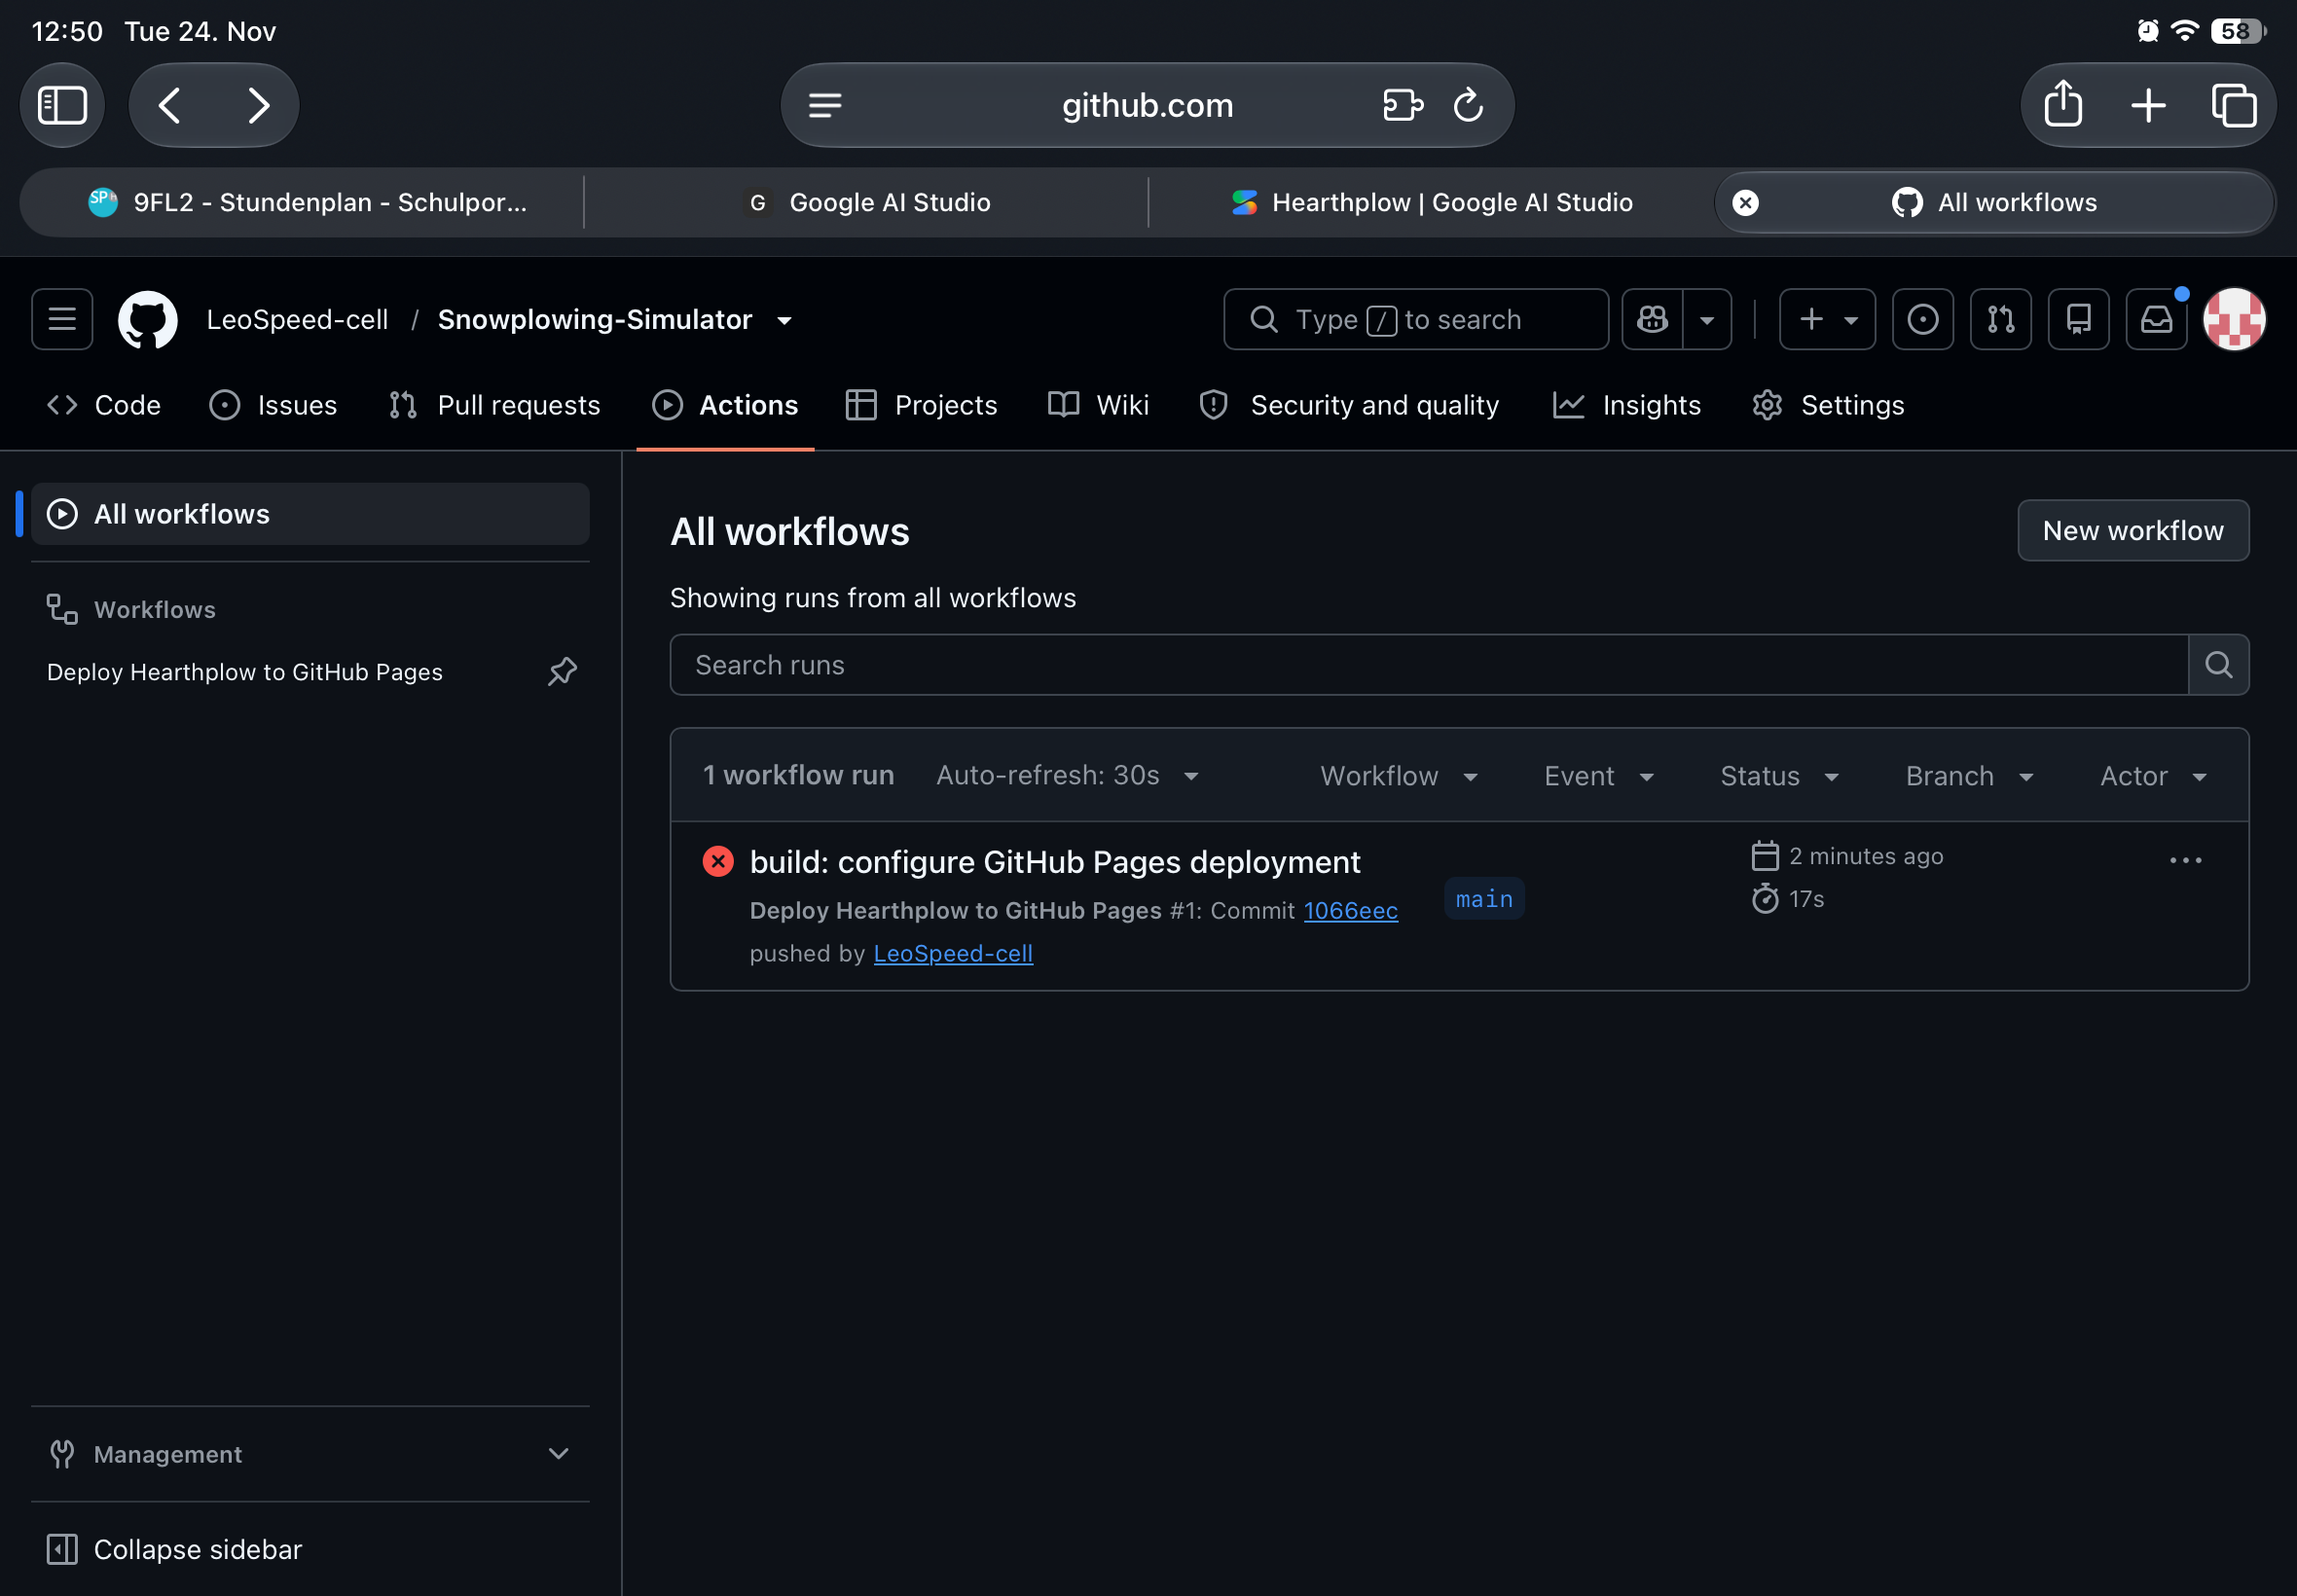 12:50 Tue 24. Nov
58
github.com
9FL2 - Stundenplan - Schulpor...
G Google AI Studio
Hearthplow | Google AI Studio
All workflows
LeoSpeed-cell / Snowplowing-Simulator
Type / to search
Code
Issues
Pull requests
Actions
Projects
Wiki
Security and quality
Insights
Settings
All workflows
Workflows
Deploy Hearthplow to GitHub Pages
Management
Collapse sidebar
All workflows
New workflow
Showing runs from all workflows
Search runs
1 workflow run Auto-refresh: 30s Workflow Event Status Branch Actor
build: configure GitHub Pages deployment
Deploy Hearthplow to GitHub Pages #1: Commit 1066eec
pushed by LeoSpeed-cell
main
2 minutes ago
17s